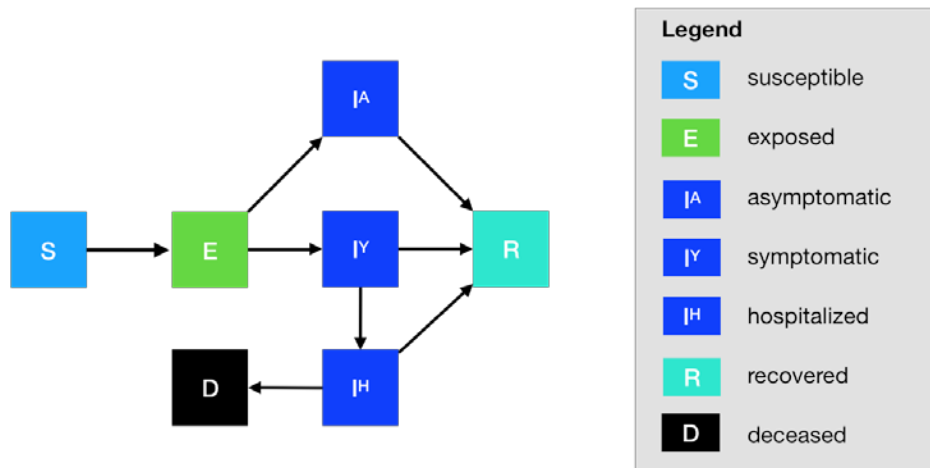 Legend
S susceptible
E exposed
Iᴬ asymptomatic
Iʸ symptomatic
Iᴴ hospitalized
R recovered
D deceased
Iᴬ
S
E
Iʸ
R
D
Iᴴ